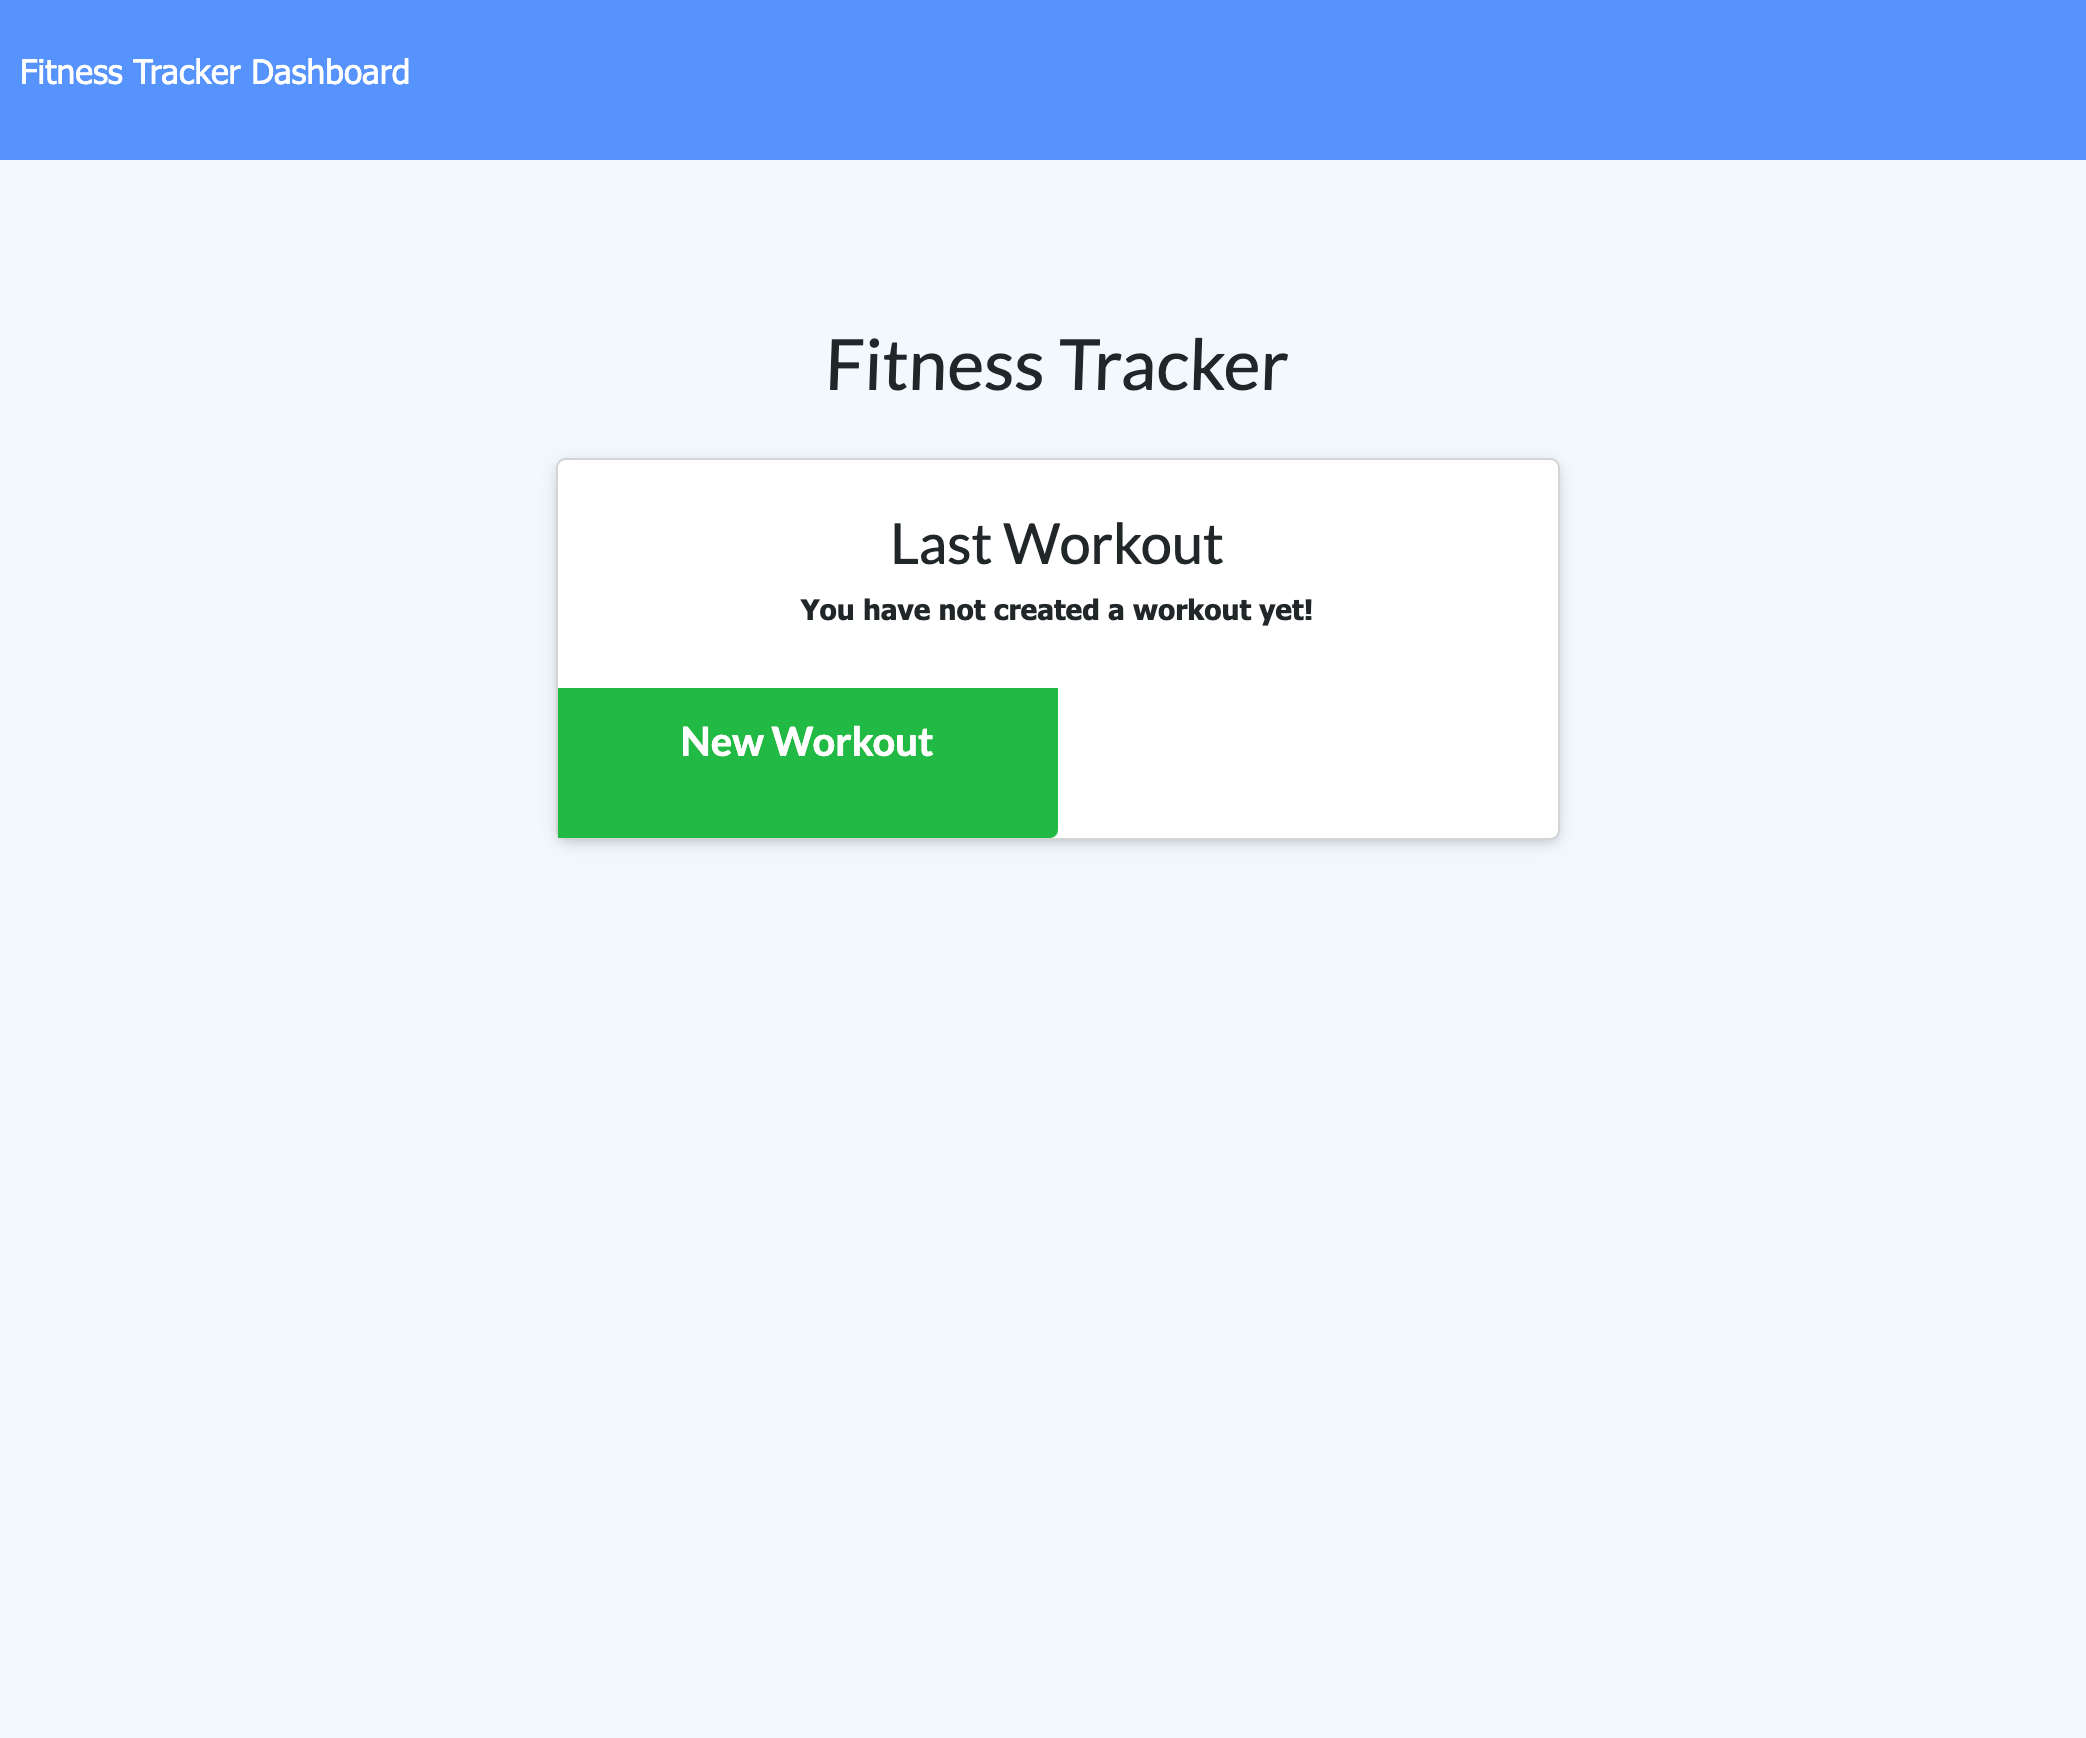 Fitness Tracker Dashboard
Fitness Tracker
Last Workout
You have not created a workout yet!
New Workout